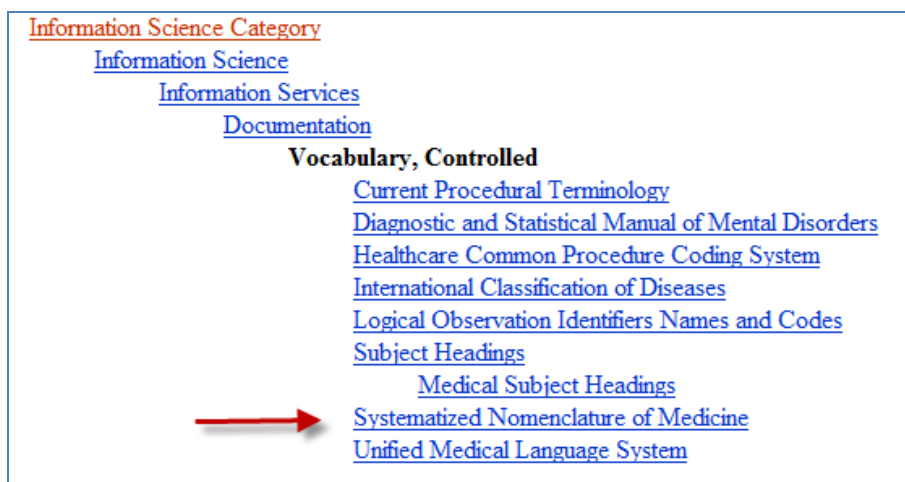 Information Science Category
Information Science
Information Services
Documentation
Vocabulary, Controlled
Current Procedural Terminology
Diagnostic and Statistical Manual of Mental Disorders
Healthcare Common Procedure Coding System
International Classification of Diseases
Logical Observation Identifiers Names and Codes
Subject Headings
Medical Subject Headings
Systematized Nomenclature of Medicine
Unified Medical Language System